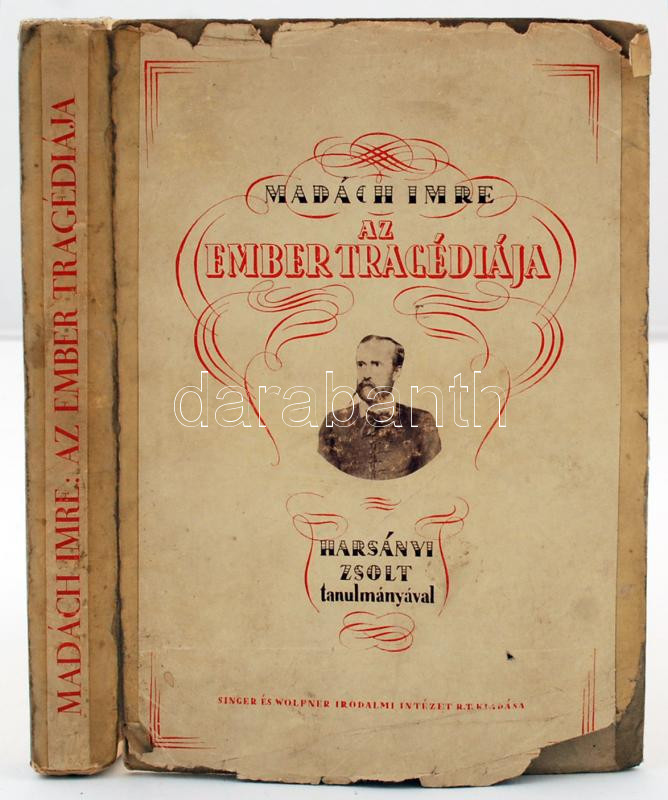 MADÁCH IMRE: AZ EMBER TRAGÉDIÁJA
MADÁCH IMRE
AZ
EMBER TRAGÉDIÁJA
darabanth
HARSÁNYI
ZSOLT
tanulmányával
SINGER ÉS WOLFNER IRODALMI INTÉZET R.T. KIADÁSA